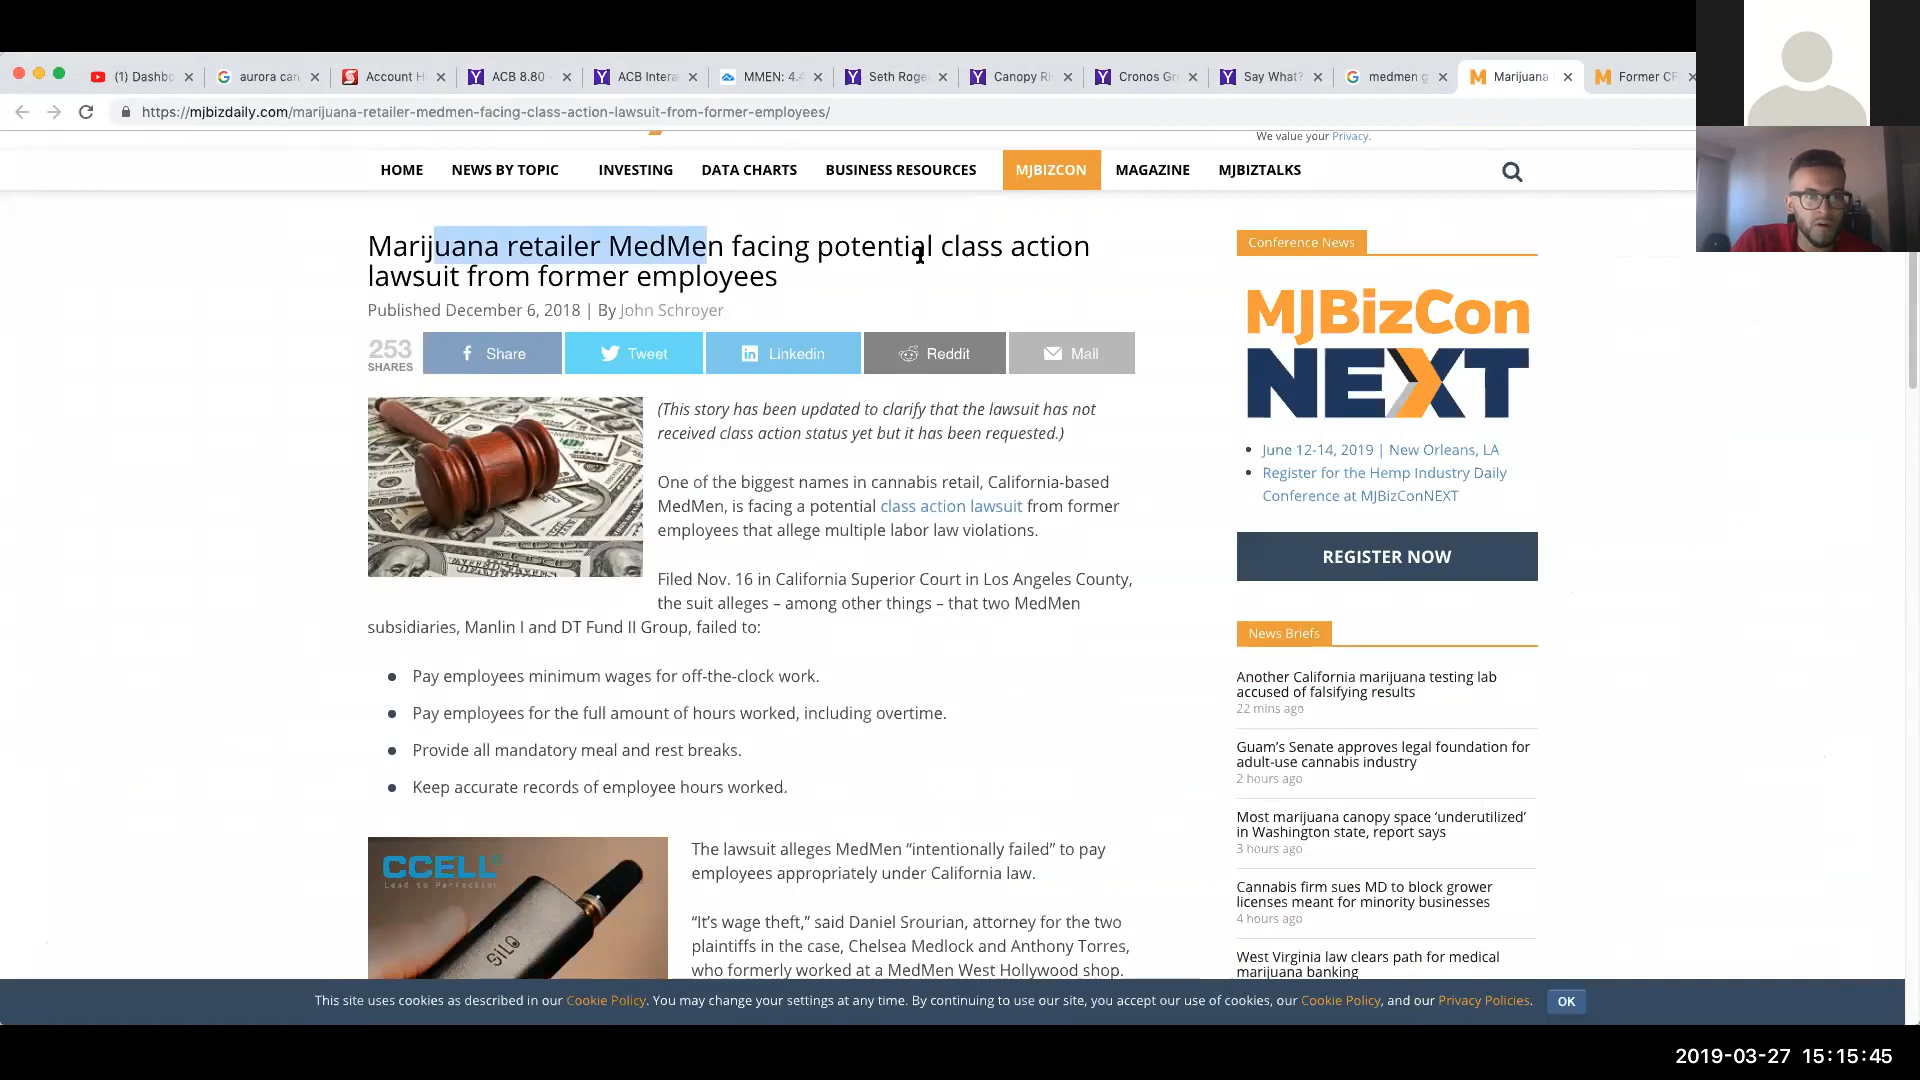 (1) Dashbo
aurora can
Account H
ACB 8.80
ACB Intera
MMEN: 4.4
Seth Roge
Canopy Ri
Cronos Gr
Say What?
medmen g
Marijuana
Former CF
https://mjbizdaily.com/marijuana-retailer-medmen-facing-class-action-lawsuit-from-former-employees/
We value your Privacy.
HOME NEWS BY TOPIC INVESTING DATA CHARTS BUSINESS RESOURCES MJBIZCON MAGAZINE MJBIZTALKS
Marijuana retailer MedMen facing potential class action
lawsuit from former employees
Published December 6, 2018 | By John Schroyer
253
SHARES
Share
Tweet
Linkedin
Reddit
Mail
(This story has been updated to clarify that the lawsuit has not
received class action status yet but it has been requested.)
One of the biggest names in cannabis retail, California-based
MedMen, is facing a potential class action lawsuit from former
employees that allege multiple labor law violations.
Filed Nov. 16 in California Superior Court in Los Angeles County,
the suit alleges – among other things – that two MedMen
subsidiaries, Manlin I and DT Fund II Group, failed to:
Pay employees minimum wages for off-the-clock work.
Pay employees for the full amount of hours worked, including overtime.
Provide all mandatory meal and rest breaks.
Keep accurate records of employee hours worked.
CCELL
Lead to Perfection
SILO
The lawsuit alleges MedMen “intentionally failed” to pay
employees appropriately under California law.
“It’s wage theft,” said Daniel Srourian, attorney for the two
plaintiffs in the case, Chelsea Medlock and Anthony Torres,
who formerly worked at a MedMen West Hollywood shop.
Conference News
MJBizCon
NEXT
June 12-14, 2019 | New Orleans, LA
Register for the Hemp Industry Daily
Conference at MJBizConNEXT
REGISTER NOW
News Briefs
Another California marijuana testing lab
accused of falsifying results
22 mins ago
Guam’s Senate approves legal foundation for
adult-use cannabis industry
2 hours ago
Most marijuana canopy space ‘underutilized’
in Washington state, report says
3 hours ago
Cannabis firm sues MD to block grower
licenses meant for minority businesses
4 hours ago
West Virginia law clears path for medical
marijuana banking
This site uses cookies as described in our Cookie Policy. You may change your settings at any time. By continuing to use our site, you accept our use of cookies, our Cookie Policy, and our Privacy Policies.
OK
2019-03-27 15:15:45